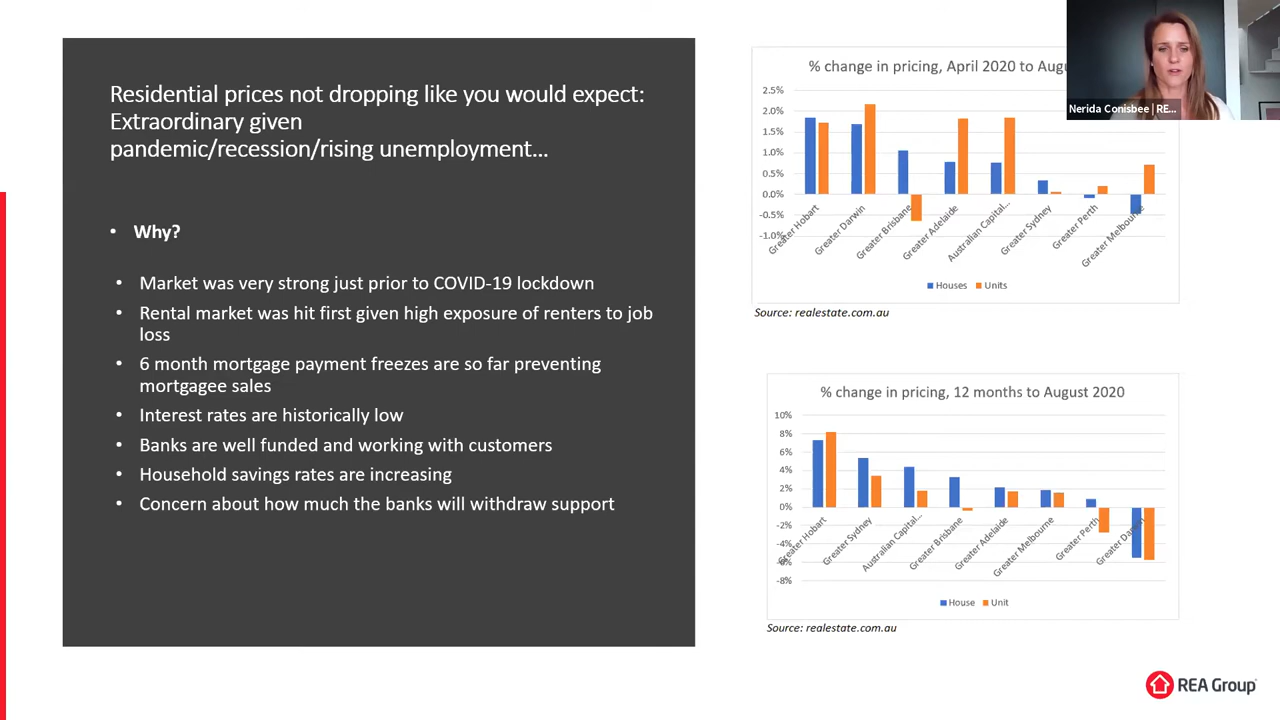 Residential prices not dropping like you would expect:
Extraordinary given
pandemic/recession/rising unemployment…
• Why?
• Market was very strong just prior to COVID-19 lockdown
• Rental market was hit first given high exposure of renters to job
loss
• 6 month mortgage payment freezes are so far preventing
mortgagee sales
• Interest rates are historically low
• Banks are well funded and working with customers
• Household savings rates are increasing
• Concern about how much the banks will withdraw support
% change in pricing, April 2020 to Augu
2.5%
2.0%
1.5%
1.0%
0.5%
0.0%
-0.5%
-1.0%
Greater Hobart
Greater Darwin
Greater Brisbane
Greater Adelaide
Australian Capital...
Greater Sydney
Greater Perth
Greater Melbourne
Houses Units
Source: realestate.com.au
Nerida Conisbee | RE...
% change in pricing, 12 months to August 2020
10%
8%
6%
4%
2%
0%
-2%
-4%
-6%
-8%
Greater Hobart
Greater Sydney
Australian Capital...
Greater Brisbane
Greater Adelaide
Greater Melbourne
Greater Perth
Greater Darwin
House Unit
Source: realestate.com.au
REA Group